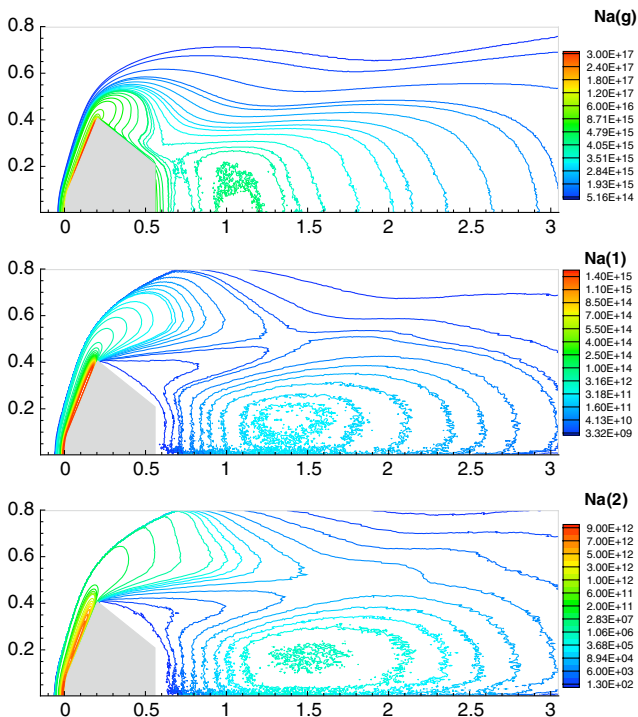 Na(g)
0.8
0.6
0.4
0.2
0
0.5
1
1.5
2
2.5
3
3.00E+17
2.40E+17
1.80E+17
1.20E+17
6.00E+16
8.71E+15
4.79E+15
4.05E+15
3.51E+15
2.84E+15
1.93E+15
5.16E+14
Na(1)
0.8
0.6
0.4
0.2
0
0.5
1
1.5
2
2.5
3
1.40E+15
1.10E+15
8.50E+14
7.00E+14
5.50E+14
4.00E+14
2.50E+14
1.00E+14
3.16E+12
3.18E+11
1.60E+11
4.13E+10
3.32E+09
Na(2)
0.8
0.6
0.4
0.2
0
0.5
1
1.5
2
2.5
3
9.00E+12
7.00E+12
5.00E+12
3.00E+12
1.00E+12
6.00E+11
2.00E+11
2.83E+07
1.06E+06
3.68E+05
8.94E+04
6.00E+03
1.30E+02